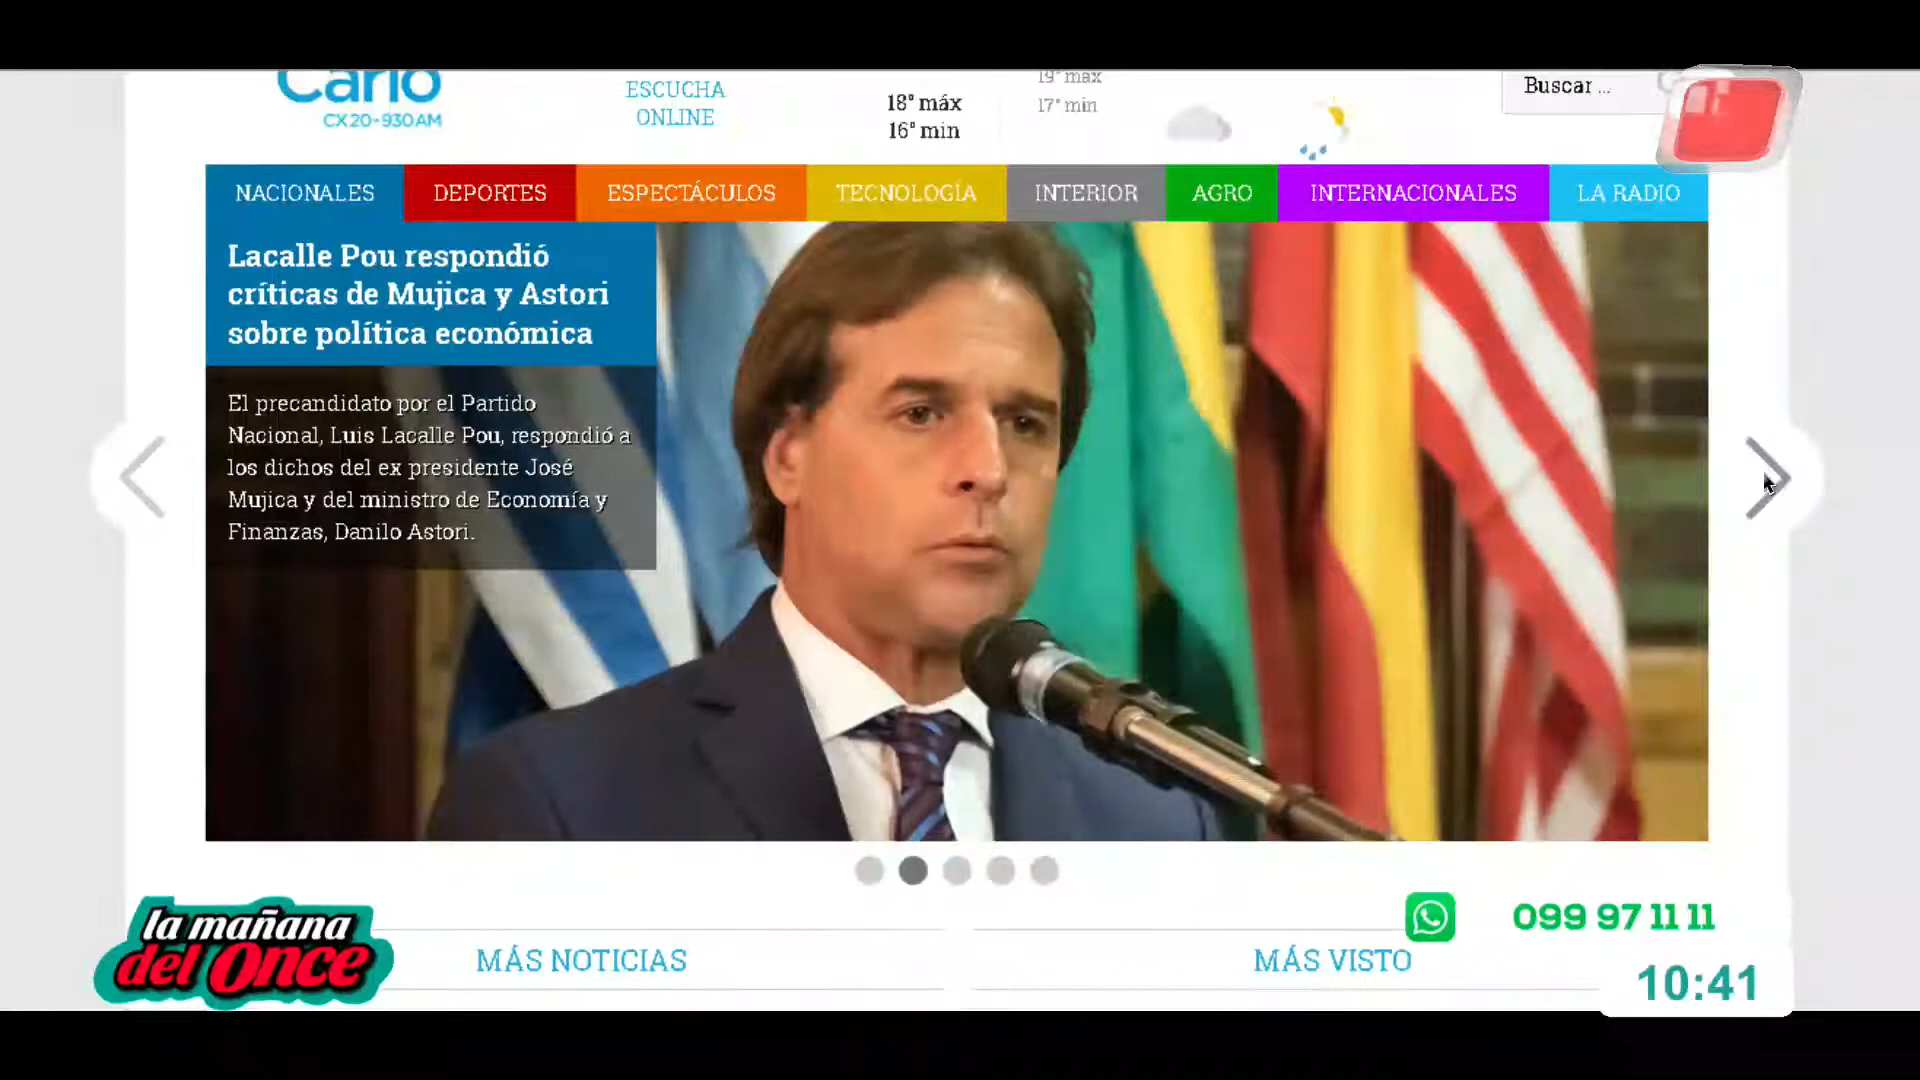 Carlo
CX20-930AM
ESCUCHA
ONLINE
18° máx
16° min
19° max
17° min
Buscar ...
NACIONALES
DEPORTES
ESPECTÁCULOS
TECNOLOGÍA
INTERIOR
AGRO
INTERNACIONALES
LA RADIO
Lacalle Pou respondió
críticas de Mujica y Astori
sobre política económica
El precandidato por el Partido
Nacional, Luis Lacalle Pou, respondió a
los dichos del ex presidente José
Mujica y del ministro de Economía y
Finanzas, Danilo Astori.
la mañana
del Once
MÁS NOTICIAS
MÁS VISTO
099 97 11 11
10:41